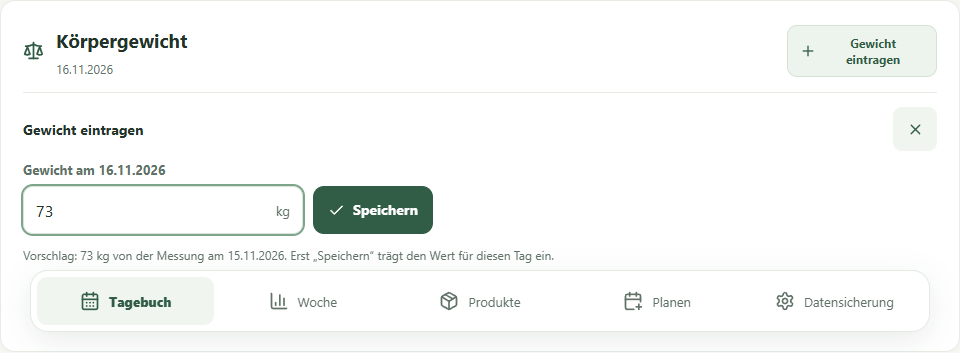 Körpergewicht
16.11.2026
Gewicht
eintragen
Gewicht eintragen
Gewicht am 16.11.2026
73 kg
Speichern
Vorschlag: 73 kg von der Messung am 15.11.2026. Erst „Speichern“ trägt den Wert für diesen Tag ein.
Tagebuch Woche Produkte Planen Datensicherung